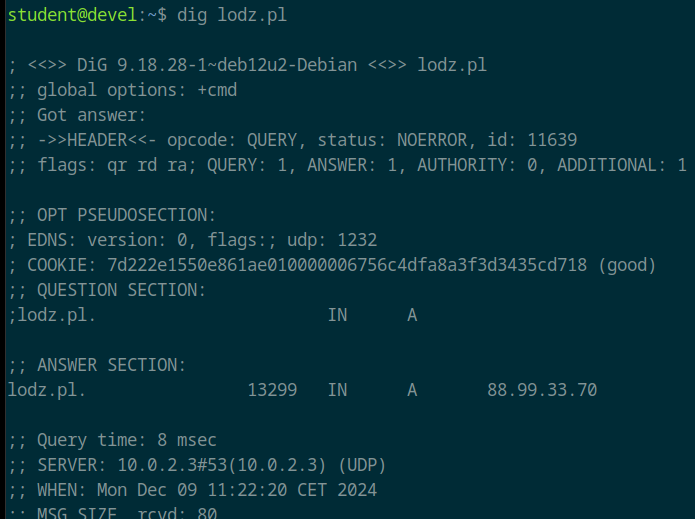 student@devel:~$ dig lodz.pl
; <<>> DiG 9.18.28-1~deb12u2-Debian <<>> lodz.pl
;; global options: +cmd
;; Got answer:
;; ->>HEADER<<- opcode: QUERY, status: NOERROR, id: 11639
;; flags: qr rd ra; QUERY: 1, ANSWER: 1, AUTHORITY: 0, ADDITIONAL: 1
;; OPT PSEUDOSECTION:
; EDNS: version: 0, flags:; udp: 1232
; COOKIE: 7d222e1550e861ae010000006756c4dfa8a3f3d3435cd718 (good)
;; QUESTION SECTION:
;lodz.pl. IN A
;; ANSWER SECTION:
lodz.pl. 13299 IN A 88.99.33.70
;; Query time: 8 msec
;; SERVER: 10.0.2.3#53(10.0.2.3) (UDP)
;; WHEN: Mon Dec 09 11:22:20 CET 2024
;; MSG SIZE rcvd: 80